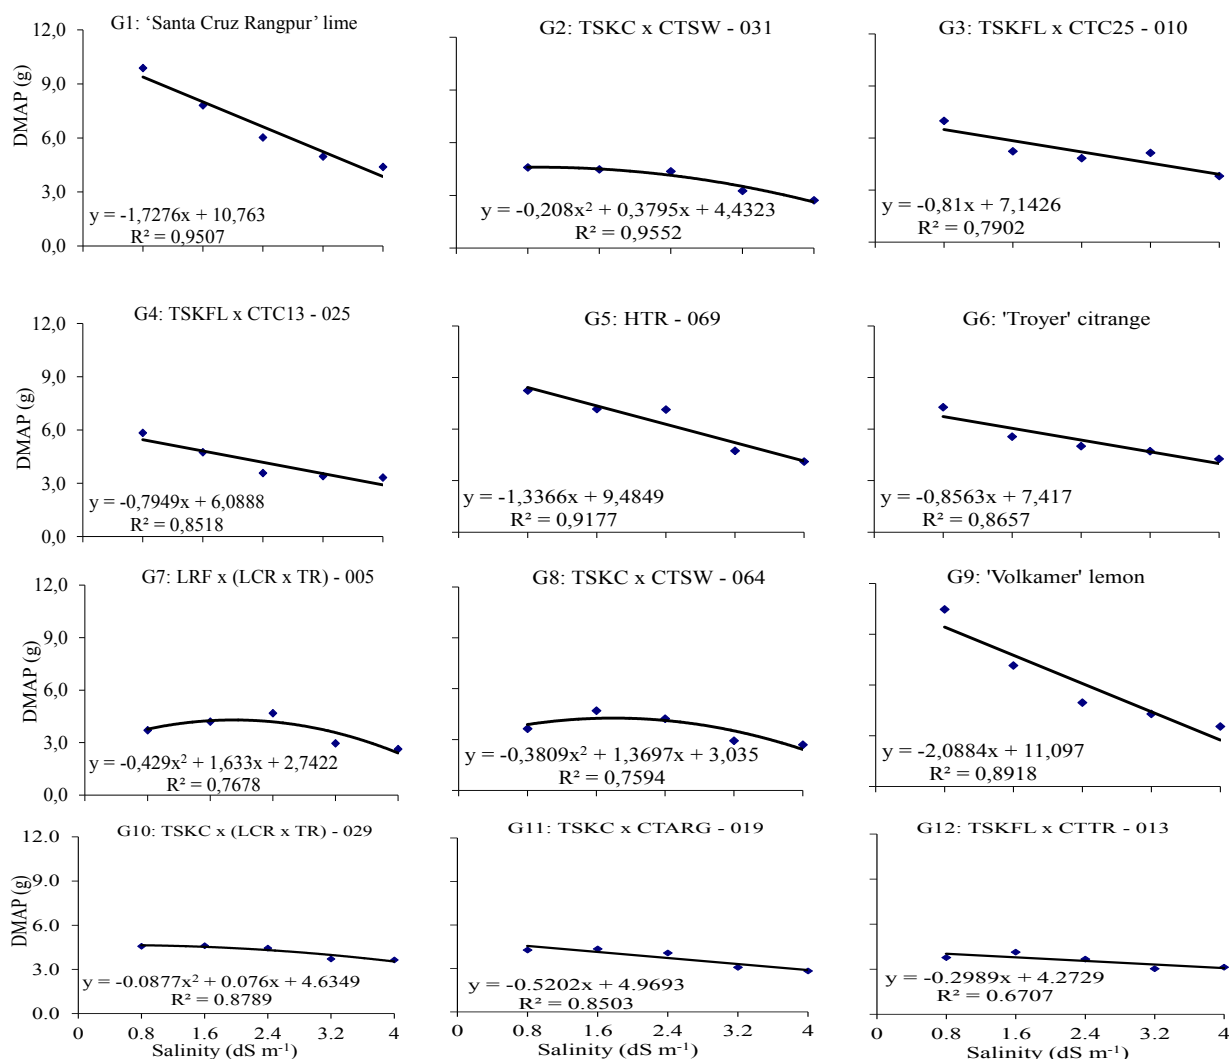 G1: ‘Santa Cruz Rangpur’ lime
12,0
9,0
6,0
3,0
0,0
DMAP (g)
y = -1,7276x + 10,763
R² = 0,9507
G2: TSKC x CTSW - 031
y = -0,208x² + 0,3795x + 4,4323
R² = 0,9552
G3: TSKFL x CTC25 - 010
y = -0,81x + 7,1426
R² = 0,7902
G4: TSKFL x CTC13 - 025
12,0
9,0
6,0
3,0
0,0
DMAP (g)
y = -0,7949x + 6,0888
R² = 0,8518
G5: HTR - 069
y = -1,3366x + 9,4849
R² = 0,9177
G6: 'Troyer' citrange
y = -0,8563x + 7,417
R² = 0,8657
G7: LRF x (LCR x TR) - 005
12,0
9,0
6,0
3,0
0,0
DMAP (g)
y = -0,429x² + 1,633x + 2,7422
R² = 0,7678
G8: TSKC x CTSW - 064
y = -0,3809x² + 1,3697x + 3,035
R² = 0,7594
G9: 'Volkamer' lemon
y = -2,0884x + 11,097
R² = 0,8918
G10: TSKC x (LCR x TR) - 029
12.0
9.0
6.0
3.0
0.0
DMAP (g)
y = -0.0877x² + 0.076x + 4.6349
R² = 0.8789
0 0.8 1.6 2.4 3.2 4
Salinity (dS m⁻¹)
G11: TSKC x CTARG - 019
y = -0.5202x + 4.9693
R² = 0.8503
0 0.8 1.6 2.4 3.2 4
Salinity (dS m⁻¹)
G12: TSKFL x CTTR - 013
y = -0.2989x + 4.2729
R² = 0.6707
0 0.8 1.6 2.4 3.2 4
Salinity (dS m⁻¹)